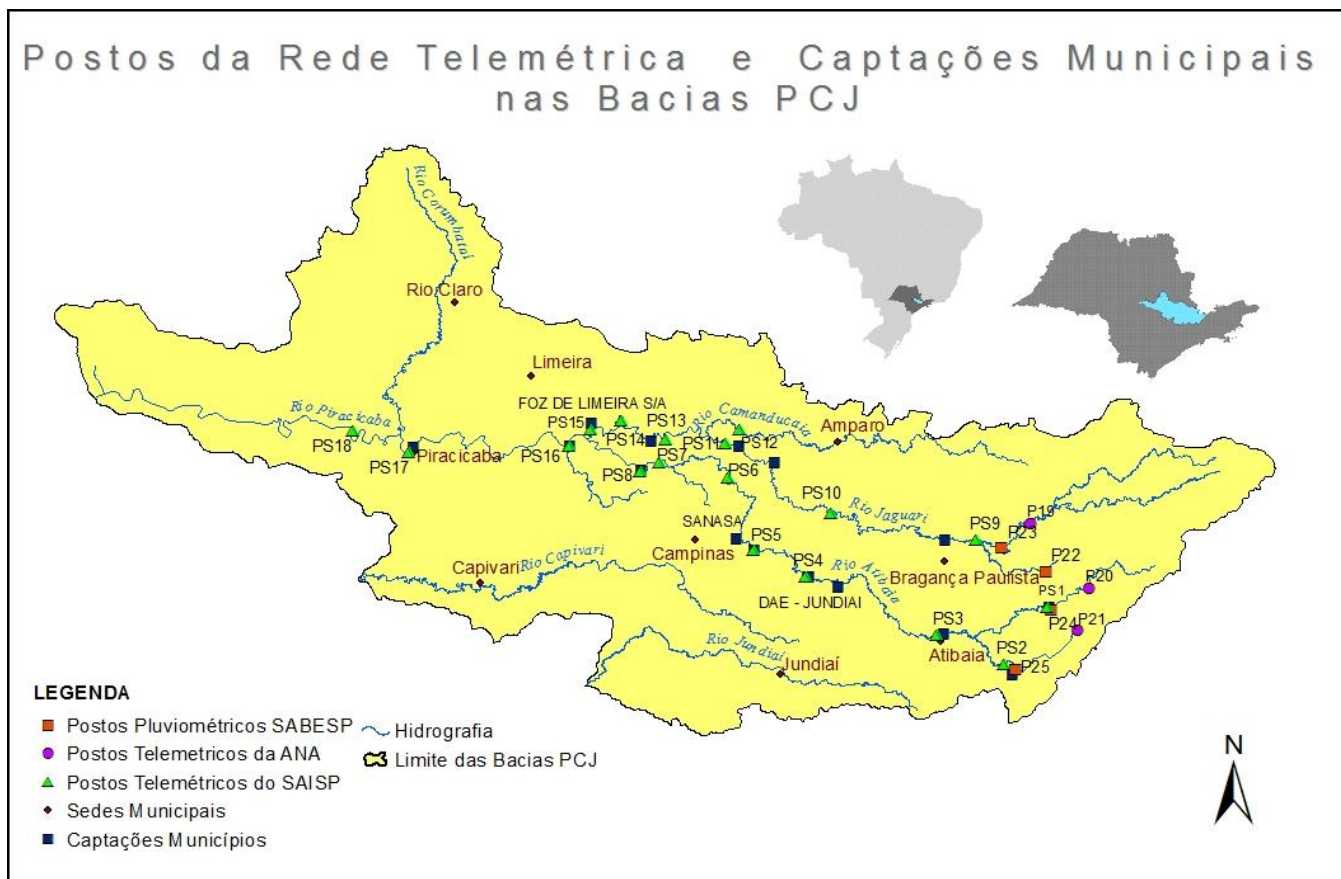 Postos da Rede Telemétrica e Captações Municipais
nas Bacias PCJ
Rio Corumbataí
Rio Claro
Limeira
FOZ DE LIMEIRA S/A
Rio Camanducaia
Rio Piracicaba
PS15
PS13
PS14
PS11
PS12
Amparo
PS18
PS17
Piracicaba
PS16
PS7
PS8
PS6
PS10
Rio Jaguari
P19
PS9
P23
SANASA
PS5
Campinas
Rio Capivari
Capivari
PS4
Rio Atibaia
Bragança Paulista
P22
P20
PS1
DAE - JUNDIAI
P24
P21
PS3
Atibaia
PS2
P25
Rio Jundiaí
Jundiaí
LEGENDA
Postos Pluviométricos SABESP
Hidrografia
Postos Telemetricos da ANA
Limite das Bacias PCJ
Postos Telemétricos do SAISP
Sedes Municipais
Captações Municípios
N